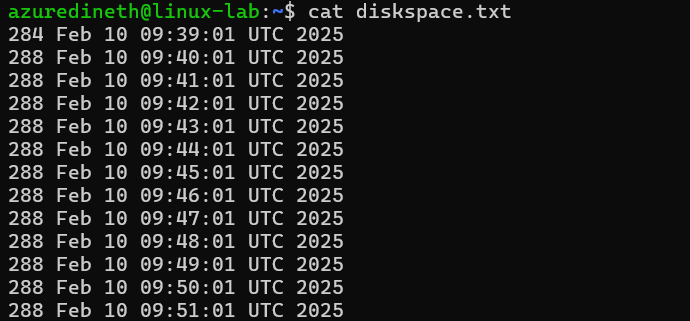 azuredineth@linux-lab:~$ cat diskspace.txt
284 Feb 10 09:39:01 UTC 2025
288 Feb 10 09:40:01 UTC 2025
288 Feb 10 09:41:01 UTC 2025
288 Feb 10 09:42:01 UTC 2025
288 Feb 10 09:43:01 UTC 2025
288 Feb 10 09:44:01 UTC 2025
288 Feb 10 09:45:01 UTC 2025
288 Feb 10 09:46:01 UTC 2025
288 Feb 10 09:47:01 UTC 2025
288 Feb 10 09:48:01 UTC 2025
288 Feb 10 09:49:01 UTC 2025
288 Feb 10 09:50:01 UTC 2025
288 Feb 10 09:51:01 UTC 2025